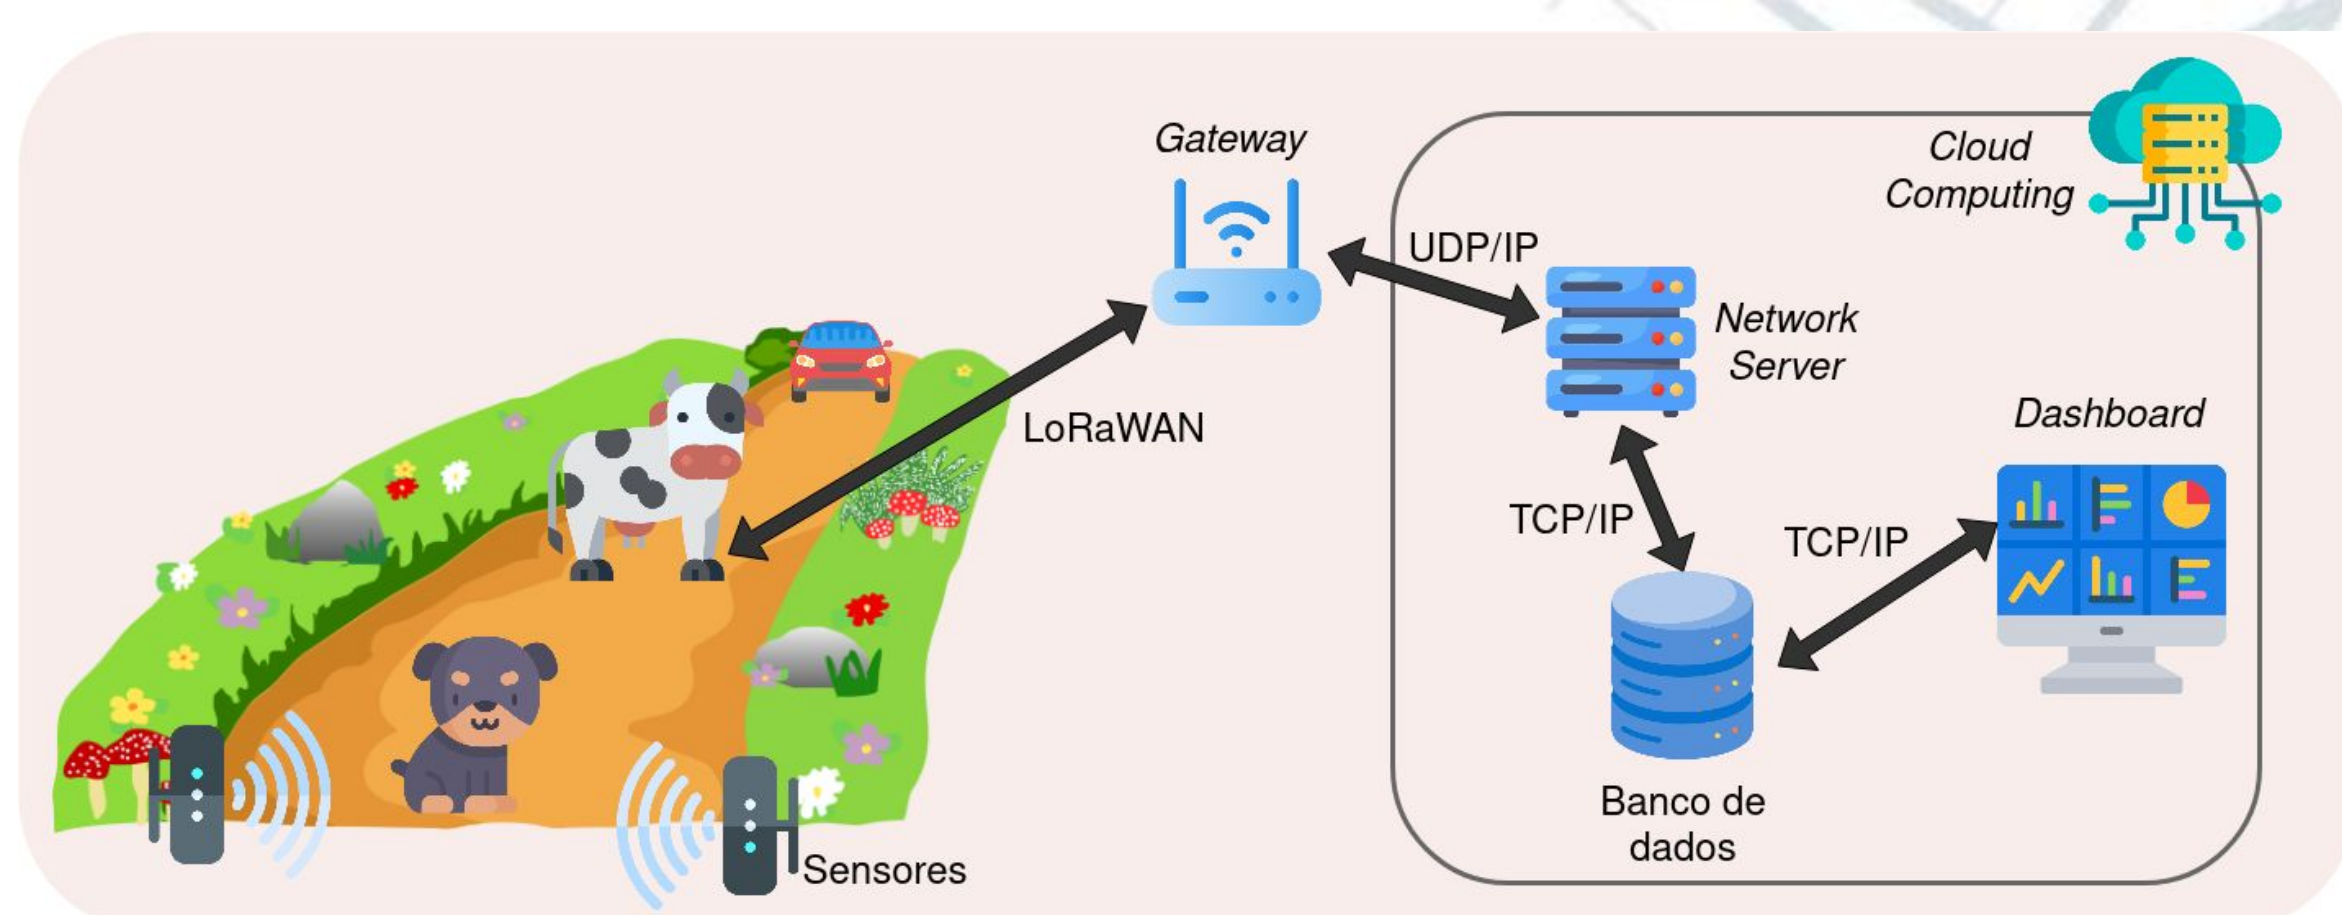 Gateway
Cloud
Computing
UDP/IP
Network
Server
LoRaWAN
Dashboard
TCP/IP
TCP/IP
Banco de
dados
Sensores